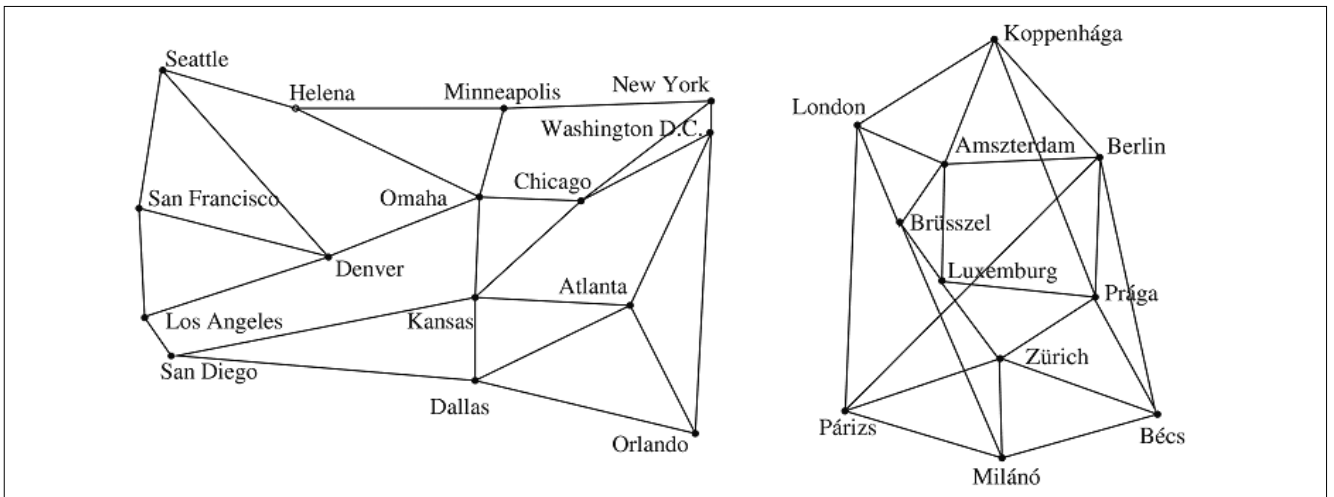 Seattle
Helena
Minneapolis
New York
Washington D.C.
San Francisco
Omaha
Chicago
Denver
Atlanta
Los Angeles
Kansas
San Diego
Dallas
Orlando
Koppenhága
London
Amszterdam
Berlin
Brüsszel
Luxemburg
Prága
Zürich
Párizs
Bécs
Milánó